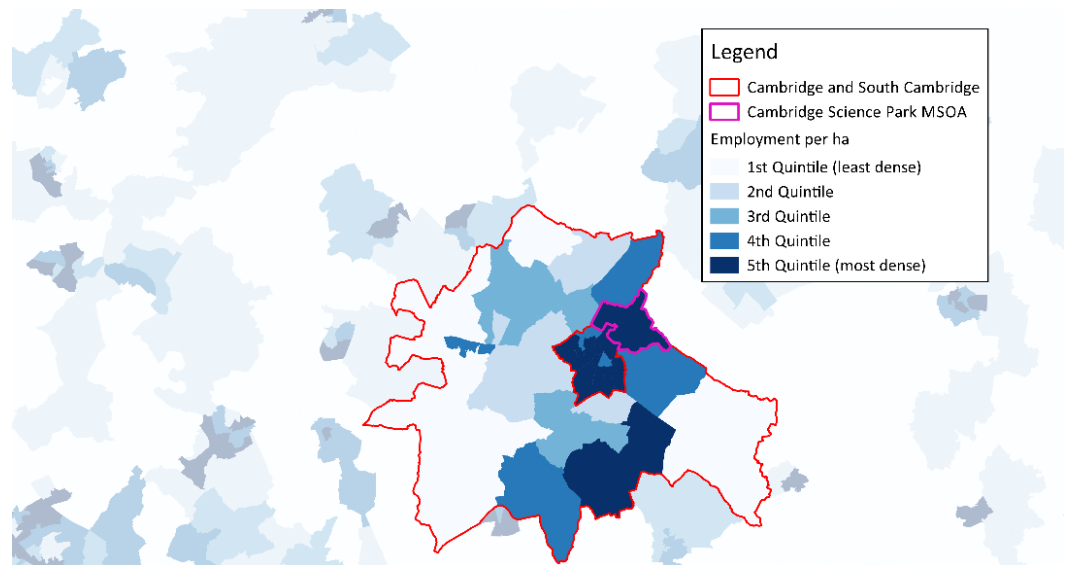 Legend
Cambridge and South Cambridge
Cambridge Science Park MSOA
Employment per ha
1st Quintile (least dense)
2nd Quintile
3rd Quintile
4th Quintile
5th Quintile (most dense)